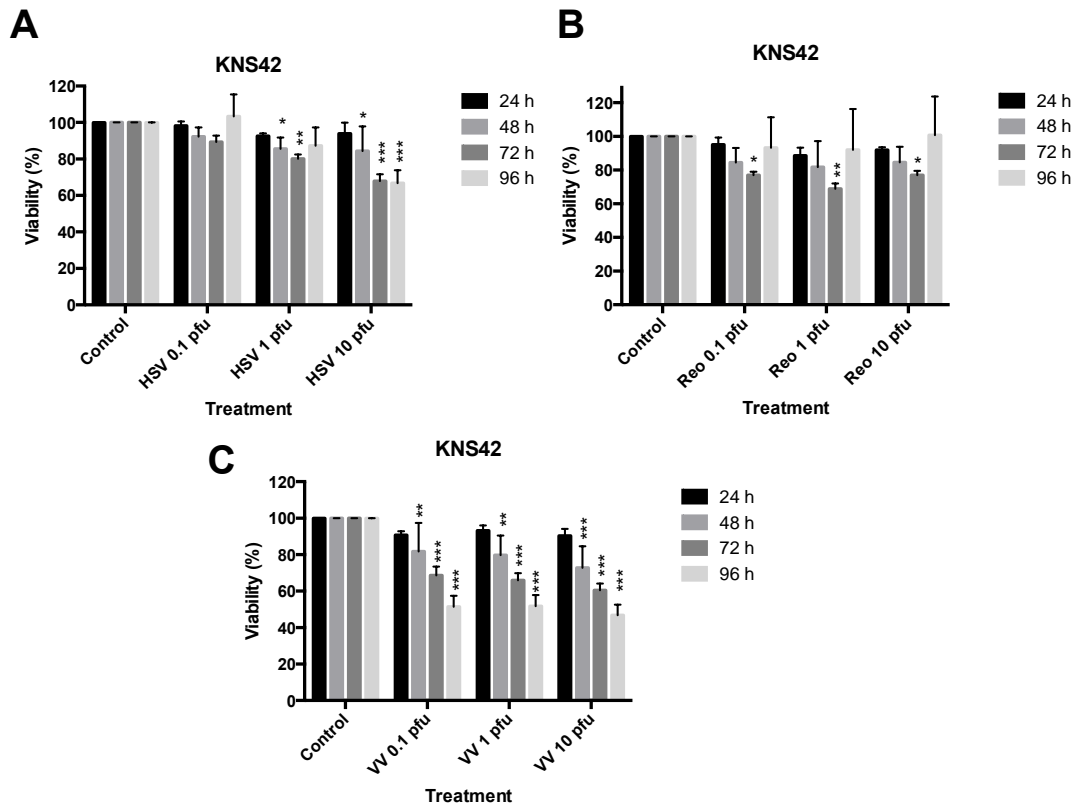 A
KNS42
Viability (%)
120
100
80
60
40
20
0
* ** * *** ***
Control
HSV 0.1 pfu
HSV 1 pfu
HSV 10 pfu
Treatment
24 h
48 h
72 h
96 h
B
KNS42
Viability (%)
120
100
80
60
40
20
0
* ** *
Control
Reo 0.1 pfu
Reo 1 pfu
Reo 10 pfu
Treatment
24 h
48 h
72 h
96 h
C
KNS42
Viability (%)
120
100
80
60
40
20
0
** *** *** ** *** *** *** *** ***
Control
VV 0.1 pfu
VV 1 pfu
VV 10 pfu
Treatment
24 h
48 h
72 h
96 h